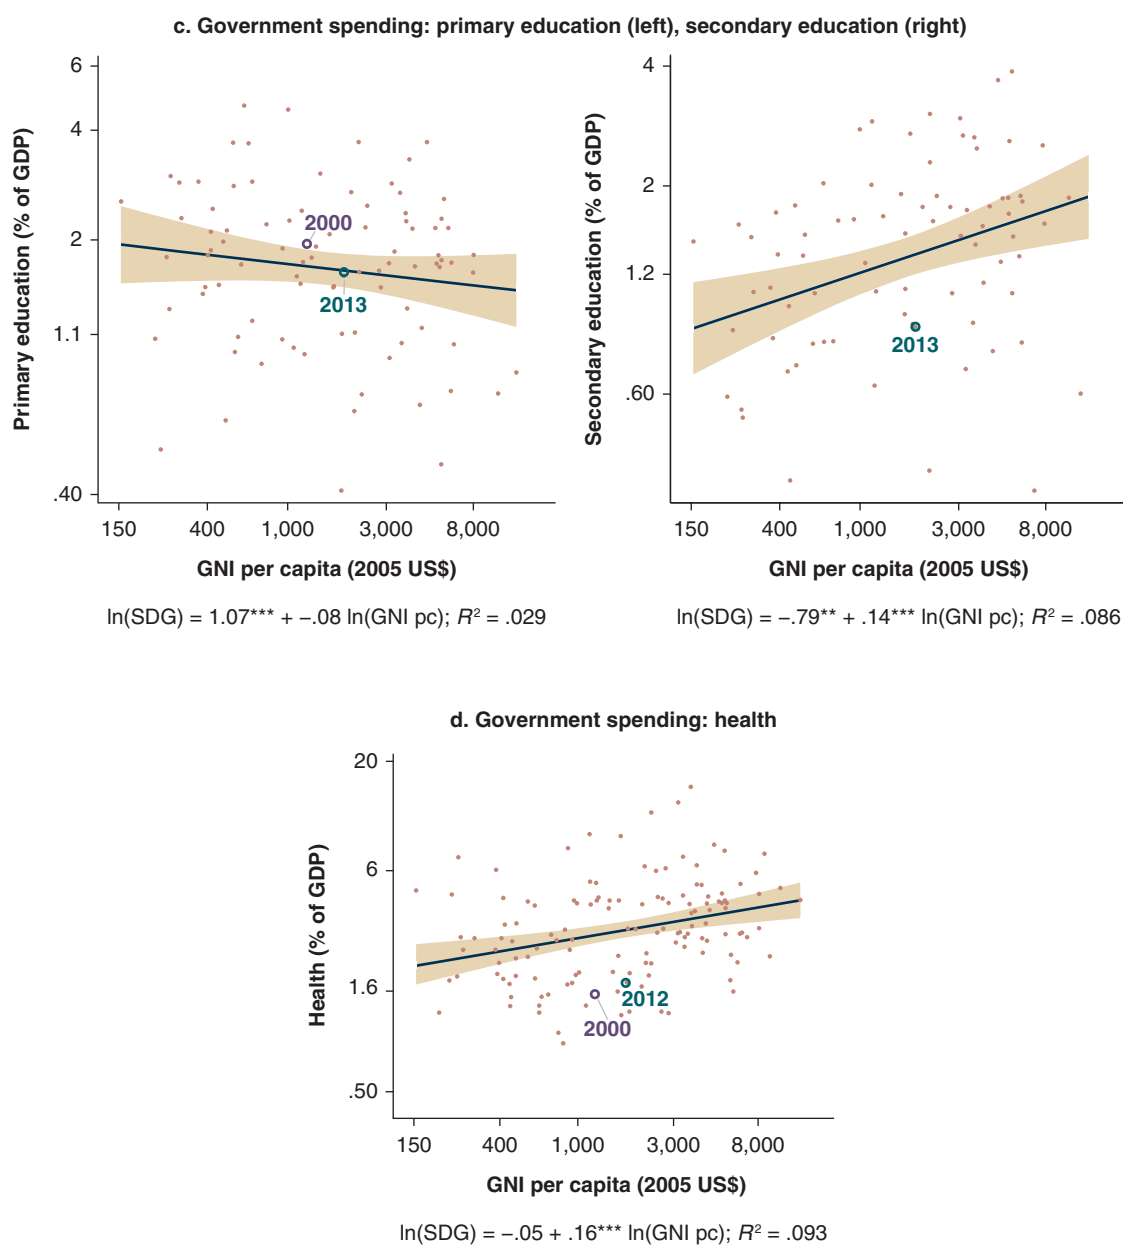 c. Government spending: primary education (left), secondary education (right)
Primary education (% of GDP)
6
4
2
1.1
.40
2000
2013
150 400 1,000 3,000 8,000
GNI per capita (2005 US$)
ln(SDG) = 1.07*** + −.08 ln(GNI pc); R² = .029
Secondary education (% of GDP)
4
2
1.2
.60
2013
150 400 1,000 3,000 8,000
GNI per capita (2005 US$)
ln(SDG) = −.79** + .14*** ln(GNI pc); R² = .086
d. Government spending: health
Health (% of GDP)
20
6
1.6
.50
2012
2000
150 400 1,000 3,000 8,000
GNI per capita (2005 US$)
ln(SDG) = −.05 + .16*** ln(GNI pc); R² = .093